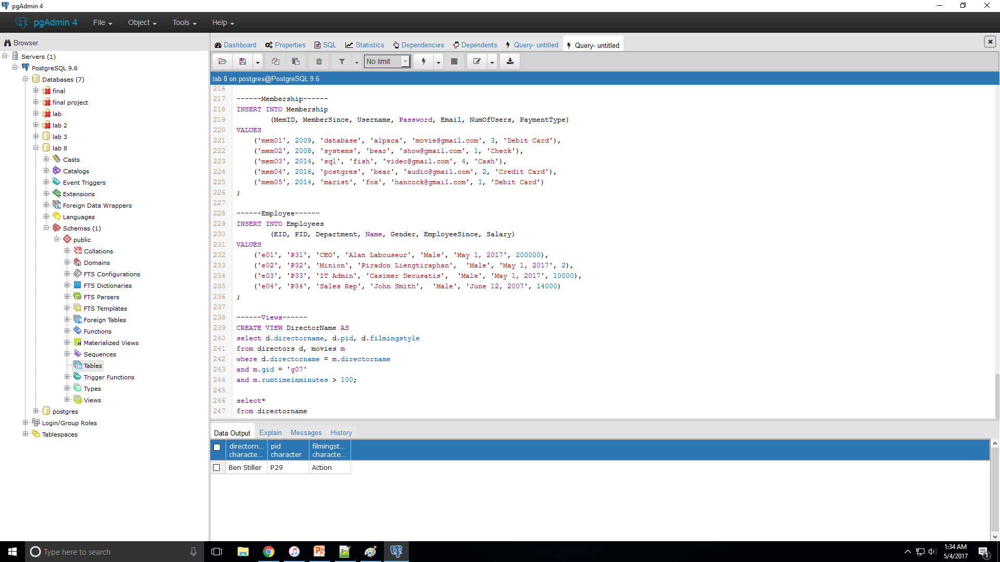 pgAdmin 4
pgAdmin 4
File
Object
Tools
Help
Browser
Servers (1)
PostgreSQL 9.6
Databases (7)
final
final project
lab
lab 2
lab 3
lab 8
Casts
Catalogs
Event Triggers
Extensions
Foreign Data Wrappers
Languages
Schemas (1)
public
Collations
Domains
FTS Configurations
FTS Dictionaries
FTS Parsers
FTS Templates
Foreign Tables
Functions
Materialized Views
Sequences
Tables
Trigger Functions
Types
Views
postgres
Login/Group Roles
Tablespaces
Dashboard Properties SQL Statistics Dependencies Dependents Query- untitled Query- untitled
No limit
lab 8 on postgres@PostgreSQL 9.6
216
217 ------Membership------
218 INSERT INTO Membership
219 (MemID, MemberSince, Username, Password, Email, NumOfUsers, PaymentType)
220 VALUES
221 ('mem01', 2009, 'database', 'alpaca', 'movie@gmail.com', 3, 'Debit Card'),
222 ('mem02', 2008, 'systems', 'bear', 'show@gmail.com', 1, 'Check'),
223 ('mem03', 2014, 'sql', 'fish', 'video@gmail.com', 4, 'Cash'),
224 ('mem04', 2016, 'postgres', 'bear', 'audio@gmail.com', 2, 'Credit Card'),
225 ('mem05', 2014, 'marist', 'fox', 'hancock@gmail.com', 1, 'Debit Card')
226 ;
227
228 ------Employee------
229 INSERT INTO Employees
230 (EID, PID, Department, Name, Gender, EmployeeSince, Salary)
231 VALUES
232 ('e01', 'P31', 'CEO', 'Alan Labouseur', 'Male', 'May 1, 2017', 200000),
233 ('e02', 'P32', 'Minion', 'Piradon Liengtiraphan', 'Male', 'May 1, 2017', 2),
234 ('e03', 'P33', 'IT Admin', 'Casimer Decusatis', 'Male', 'May 1, 2017', 10000),
235 ('e04', 'P34', 'Sales Rep', 'John Smith', 'Male', 'June 12, 2007', 14000)
236 ;
237
238 ------Views------
239 CREATE VIEW DirectorName AS
240 select d.directorname, d.pid, d.filmingstyle
241 from directors d, movies m
242 where d.directorname = m.directorname
243 and m.gid = 'g07'
244 and m.runtimeinminutes > 100;
245
246 select*
247 from directorname
Data Output Explain Messages History
directorn... pid filmingst...
characte... character characte...
Ben Stiller P29 Action
Type here to search
1:34 AM
5/4/2017
1